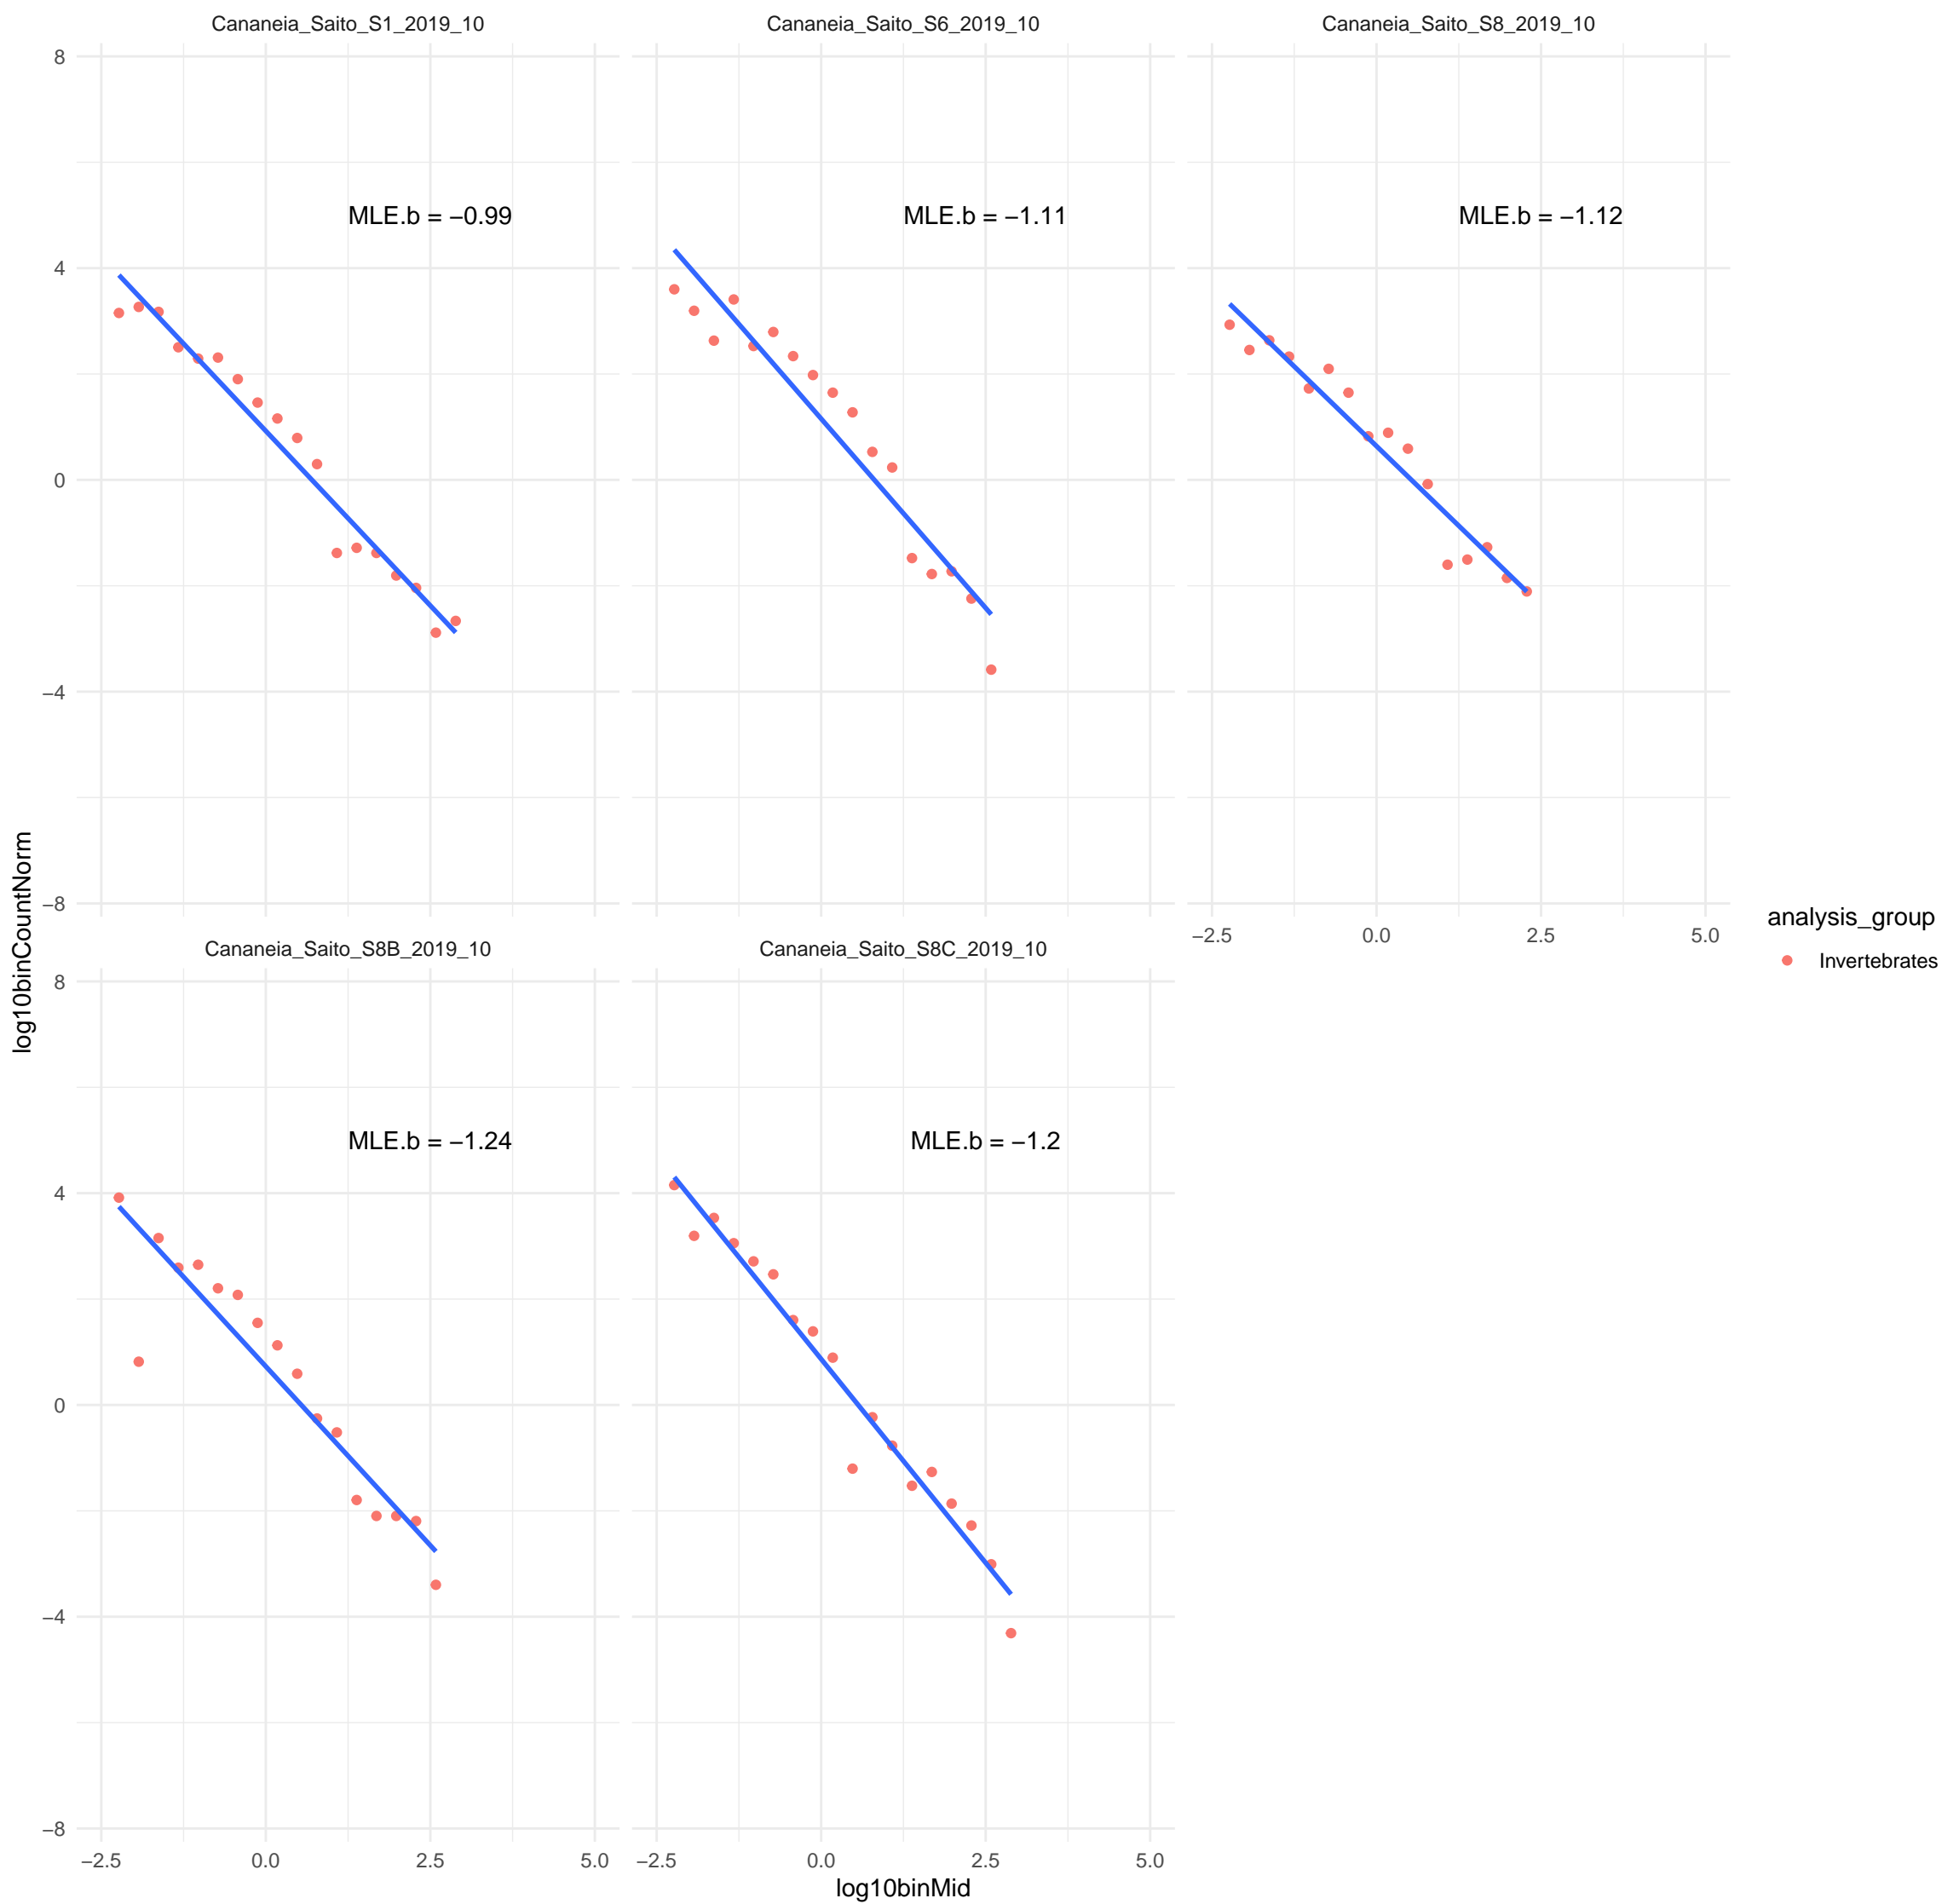 Cananeia_Saito_S1_2019_10
Cananeia_Saito_S6_2019_10
Cananeia_Saito_S8_2019_10
8
4
0
−4
−8
MLE.b = −0.99
MLE.b = −1.11
MLE.b = −1.12
−2.5
0.0
2.5
5.0
Cananeia_Saito_S8B_2019_10
Cananeia_Saito_S8C_2019_10
8
4
0
−4
−8
MLE.b = −1.24
MLE.b = −1.2
−2.5
0.0
2.5
5.0
−2.5
0.0
2.5
5.0
log10binMid
log10binCountNorm
analysis_group
Invertebrates